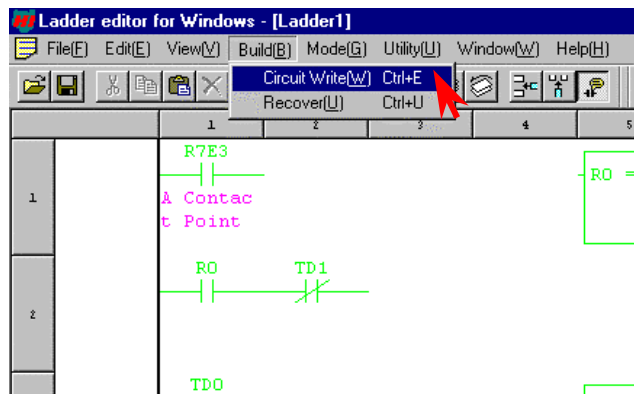 Ladder editor for Windows - [Ladder1]
File(F) Edit(E) View(V) Build(B) Mode(G) Utility(U) Window(W) Help(H)
Circuit Write(W) Ctrl+E
Recover(U) Ctrl+U
1 2 3 4 5
R7E3
R0 =
1
A Contac
t Point
R0 TD1
2
TD0